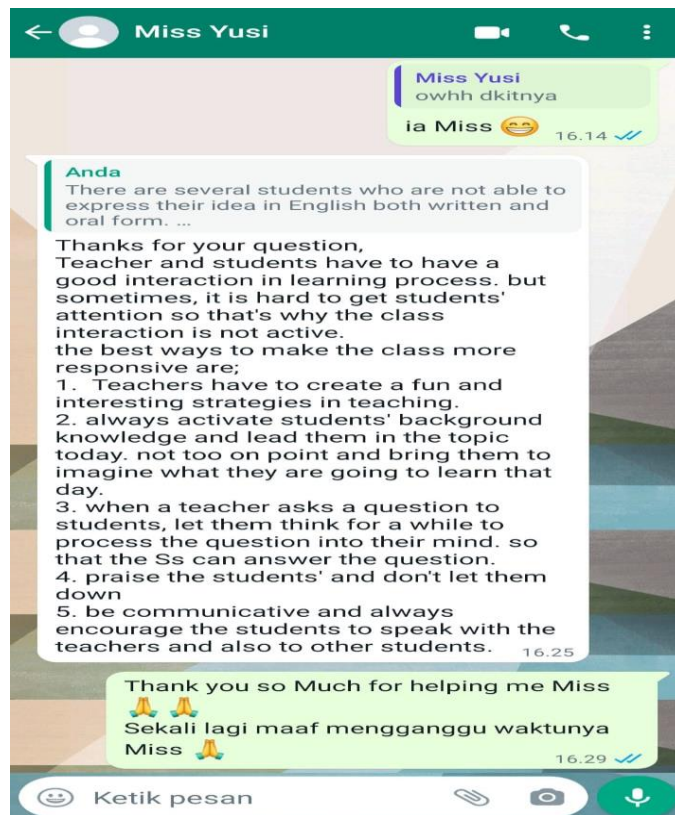 Miss Yusi
Miss Yusi
owhh dkitnya
ia Miss 😁 16.14
Anda
There are several students who are not able to
express their idea in English both written and
oral form. ...
Thanks for your question,
Teacher and students have to have a
good interaction in learning process. but
sometimes, it is hard to get students'
attention so that's why the class
interaction is not active.
the best ways to make the class more
responsive are;
1. Teachers have to create a fun and
interesting strategies in teaching.
2. always activate students' background
knowledge and lead them in the topic
today. not too on point and bring them to
imagine what they are going to learn that
day.
3. when a teacher asks a question to
students, let them think for a while to
process the question into their mind. so
that the Ss can answer the question.
4. praise the students' and don't let them
down
5. be communicative and always
encourage the students to speak with the
teachers and also to other students. 16.25
Thank you so Much for helping me Miss
🙏 🙏
Sekali lagi maaf mengganggu waktunya
Miss 🙏 16.29
Ketik pesan